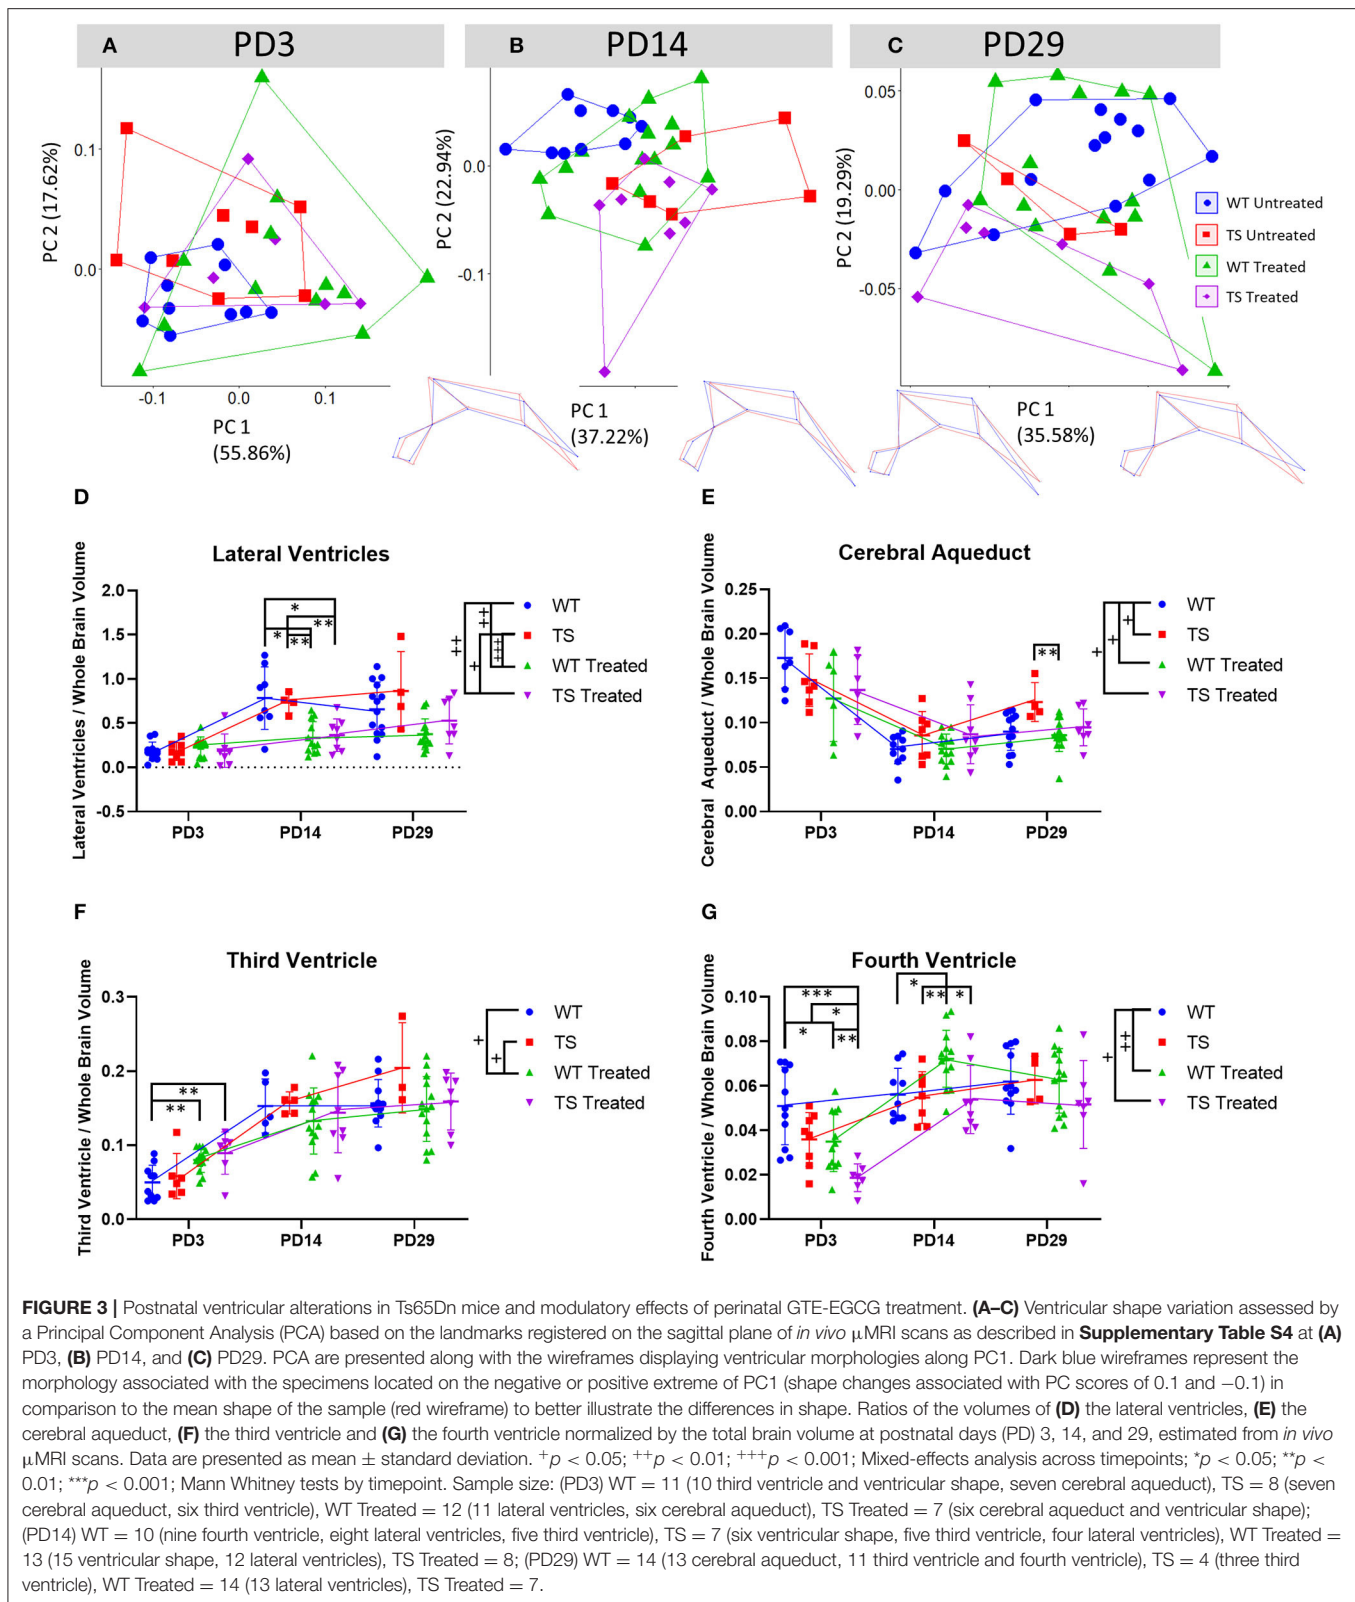 A PD3
B PD14
C PD29
PC 2 (17.62%)
0.1
0.0
-0.1 0.0 0.1
PC 1
(55.86%)
PC 2 (22.94%)
0.0
-0.1
PC 1
(37.22%)
PC 2 (19.29%)
0.05
0.00
-0.05
PC 1
(35.58%)
WT Untreated
TS Untreated
WT Treated
TS Treated
D
Lateral Ventricles
Lateral Ventricles / Whole Brain Volume
2.0
1.5
1.0
0.5
0.0
-0.5
PD3 PD14 PD29
*
* **
**
WT
TS
WT Treated
TS Treated
++
++
+
+++
E
Cerebral Aqueduct
Cerebral Aqueduct / Whole Brain Volume
0.25
0.20
0.15
0.10
0.05
0.00
PD3 PD14 PD29
**
WT
TS
WT Treated
TS Treated
+
+
+
F
Third Ventricle
Third Ventricle / Whole Brain Volume
0.3
0.2
0.1
0.0
PD3 PD14 PD29
**
**
WT
TS
WT Treated
TS Treated
+
+
G
Fourth Ventricle
Fourth Ventricle / Whole Brain Volume
0.10
0.08
0.06
0.04
0.02
0.00
PD3 PD14 PD29
***
*
* **
*
** *
WT
TS
WT Treated
TS Treated
+
++
FIGURE 3 | Postnatal ventricular alterations in Ts65Dn mice and modulatory effects of perinatal GTE-EGCG treatment. (A–C) Ventricular shape variation assessed by
a Principal Component Analysis (PCA) based on the landmarks registered on the sagittal plane of in vivo μMRI scans as described in Supplementary Table S4 at (A)
PD3, (B) PD14, and (C) PD29. PCA are presented along with the wireframes displaying ventricular morphologies along PC1. Dark blue wireframes represent the
morphology associated with the specimens located on the negative or positive extreme of PC1 (shape changes associated with PC scores of 0.1 and −0.1) in
comparison to the mean shape of the sample (red wireframe) to better illustrate the differences in shape. Ratios of the volumes of (D) the lateral ventricles, (E) the
cerebral aqueduct, (F) the third ventricle and (G) the fourth ventricle normalized by the total brain volume at postnatal days (PD) 3, 14, and 29, estimated from in vivo
μMRI scans. Data are presented as mean ± standard deviation. +p < 0.05; ++p < 0.01; +++p < 0.001; Mixed-effects analysis across timepoints; *p < 0.05; **p <
0.01; ***p < 0.001; Mann Whitney tests by timepoint. Sample size: (PD3) WT = 11 (10 third ventricle and ventricular shape, seven cerebral aqueduct), TS = 8 (seven
cerebral aqueduct, six third ventricle), WT Treated = 12 (11 lateral ventricles, six cerebral aqueduct), TS Treated = 7 (six cerebral aqueduct and ventricular shape);
(PD14) WT = 10 (nine fourth ventricle, eight lateral ventricles, five third ventricle), TS = 7 (six ventricular shape, five third ventricle, four lateral ventricles), WT Treated =
13 (15 ventricular shape, 12 lateral ventricles), TS Treated = 8; (PD29) WT = 14 (13 cerebral aqueduct, 11 third ventricle and fourth ventricle), TS = 4 (three third
ventricle), WT Treated = 14 (13 lateral ventricles), TS Treated = 7.